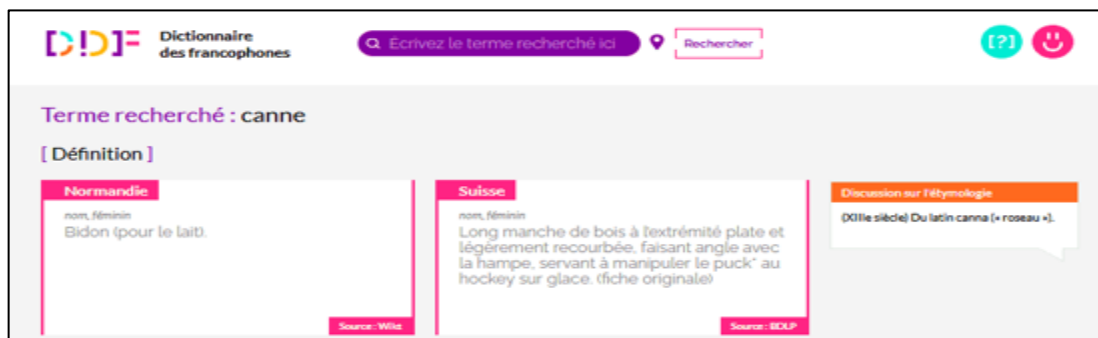 Dictionnaire
des francophones
Écrivez le terme recherché ici
Rechercher
[?]
Terme recherché : canne
[ Définition ]
Normandie
nom, féminin
Bidon (pour le lait).
Source : Wikt
Suisse
nom, féminin
Long manche de bois à l'extrémité plate et
légèrement recourbée, faisant angle avec
la hampe, servant à manipuler le puck* au
hockey sur glace. (fiche originale)
Source : BDLP
Discussion sur l'étymologie
(XIIIe siècle) Du latin canna (« roseau »).